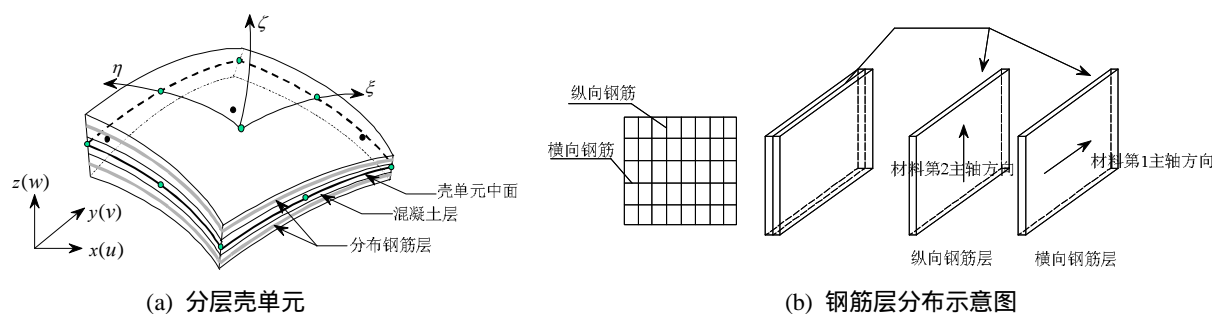 ζ
η
ξ
z(w)
y(v)
x(u)
壳单元中面
混凝土层
分布钢筋层
(a) 分层壳单元
纵向钢筋
横向钢筋
材料第2主轴方向
材料第1主轴方向
纵向钢筋层
横向钢筋层
(b) 钢筋层分布示意图